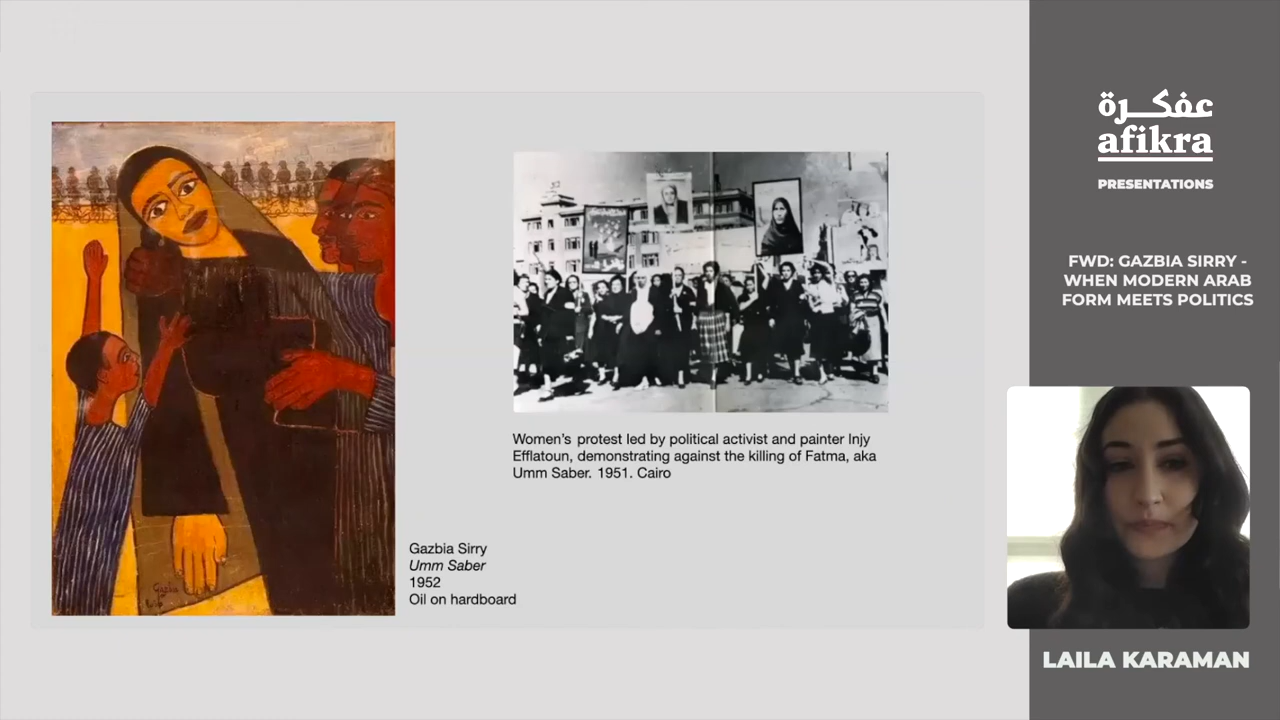 Gazbia Sirry
Umm Saber
1952
Oil on hardboard
Women's protest led by political activist and painter Injy
Efflatoun, demonstrating against the killing of Fatma, aka
Umm Saber. 1951. Cairo
عفكرة
afikra
PRESENTATIONS
FWD: GAZBIA SIRRY -
WHEN MODERN ARAB
FORM MEETS POLITICS
LAILA KARAMAN